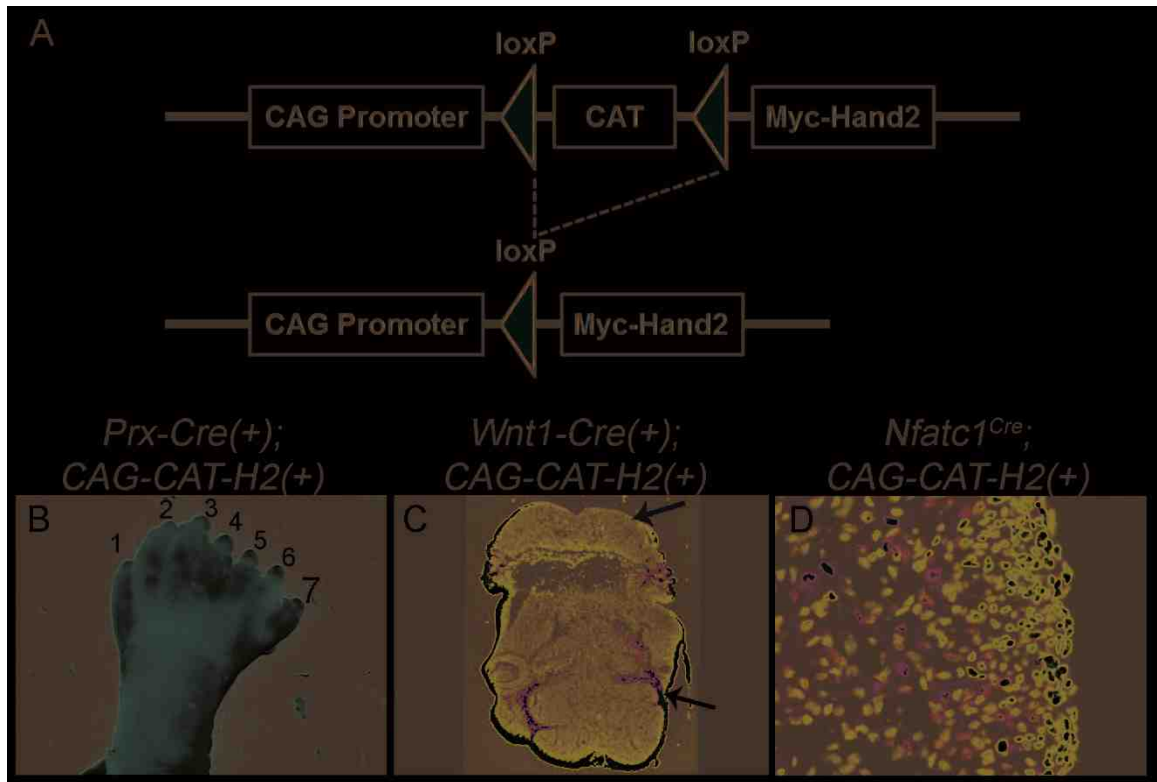 A
loxP loxP
CAG Promoter CAT Myc-Hand2
loxP
CAG Promoter Myc-Hand2
Prx-Cre(+);
CAG-CAT-H2(+)
Wnt1-Cre(+);
CAG-CAT-H2(+)
Nfatc1Cre;
CAG-CAT-H2(+)
B
1 2 3 4 5 6 7
C
D